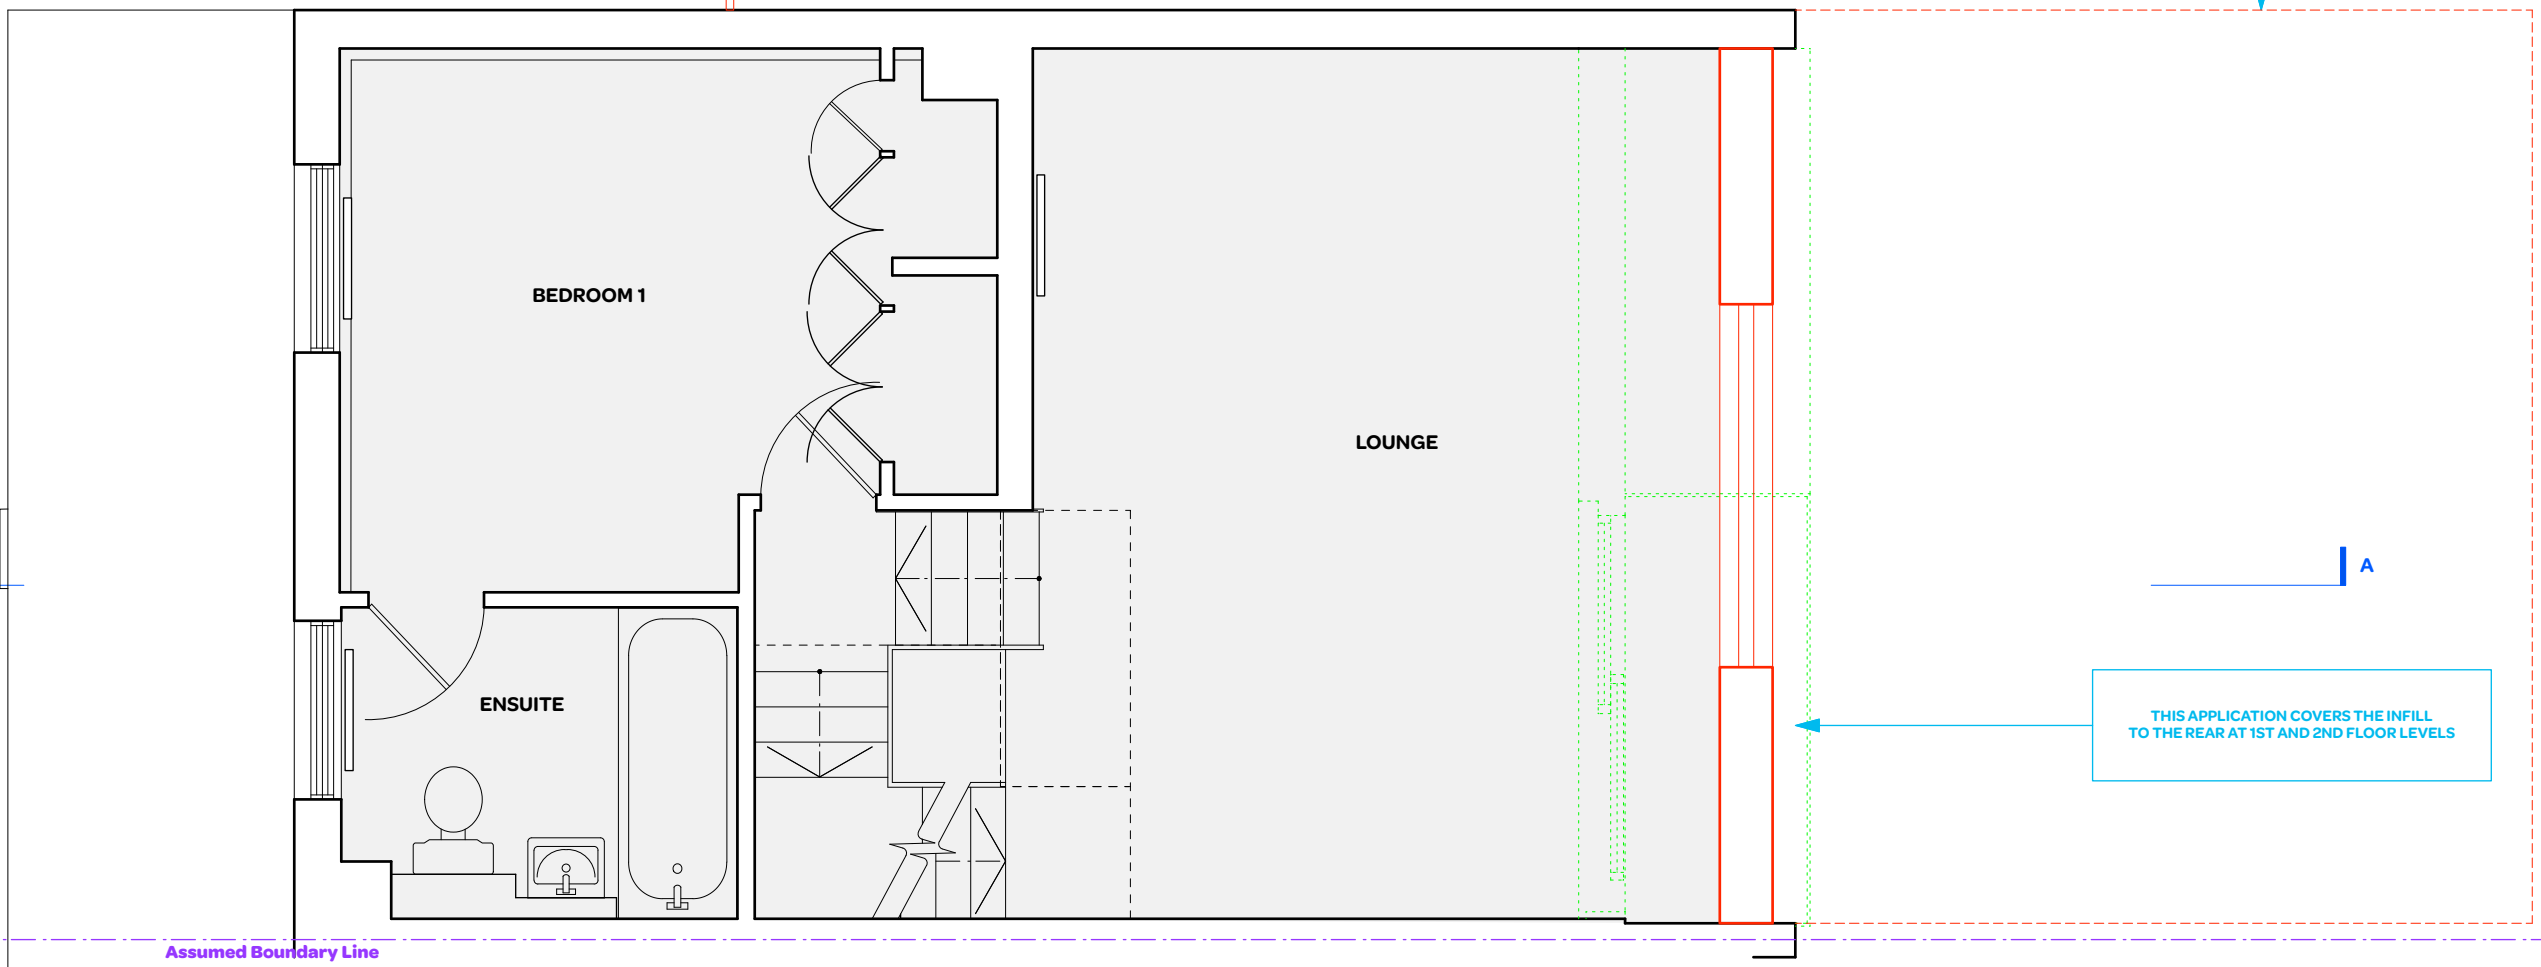 BEDROOM 1
LOUNGE
A
ENSUITE
THIS APPLICATION COVERS THE INFILL
TO THE REAR AT 1ST AND 2ND FLOOR LEVELS
Assumed Boundary Line